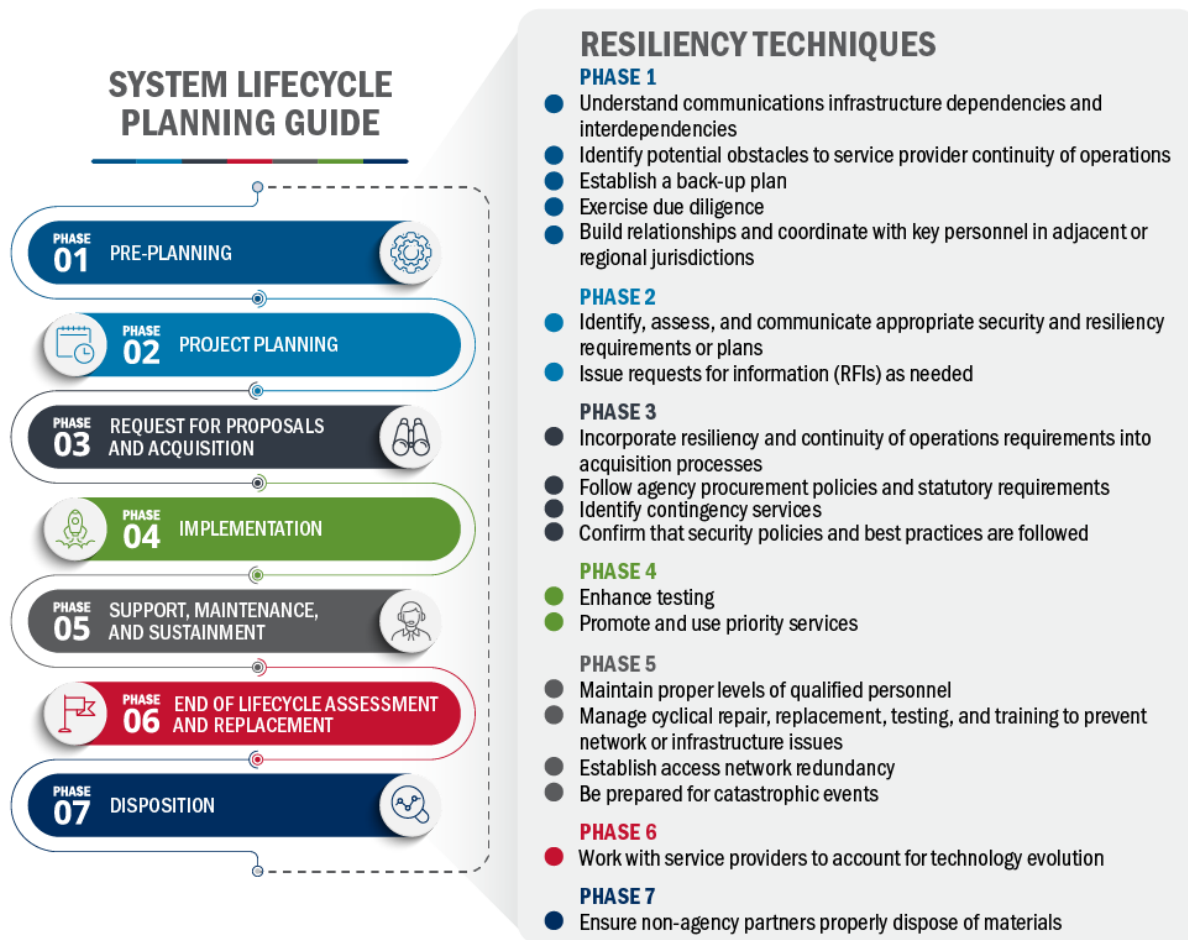 SYSTEM LIFECYCLE
PLANNING GUIDE
PHASE
01
PRE-PLANNING
PHASE
02
PROJECT PLANNING
PHASE
03
REQUEST FOR PROPOSALS
AND ACQUISITION
PHASE
04
IMPLEMENTATION
PHASE
05
SUPPORT, MAINTENANCE,
AND SUSTAINMENT
PHASE
06
END OF LIFECYCLE ASSESSMENT
AND REPLACEMENT
PHASE
07
DISPOSITION
RESILIENCY TECHNIQUES
PHASE 1
Understand communications infrastructure dependencies and
interdependencies
Identify potential obstacles to service provider continuity of operations
Establish a back-up plan
Exercise due diligence
Build relationships and coordinate with key personnel in adjacent or
regional jurisdictions
PHASE 2
Identify, assess, and communicate appropriate security and resiliency
requirements or plans
Issue requests for information (RFIs) as needed
PHASE 3
Incorporate resiliency and continuity of operations requirements into
acquisition processes
Follow agency procurement policies and statutory requirements
Identify contingency services
Confirm that security policies and best practices are followed
PHASE 4
Enhance testing
Promote and use priority services
PHASE 5
Maintain proper levels of qualified personnel
Manage cyclical repair, replacement, testing, and training to prevent
network or infrastructure issues
Establish access network redundancy
Be prepared for catastrophic events
PHASE 6
Work with service providers to account for technology evolution
PHASE 7
Ensure non-agency partners properly dispose of materials